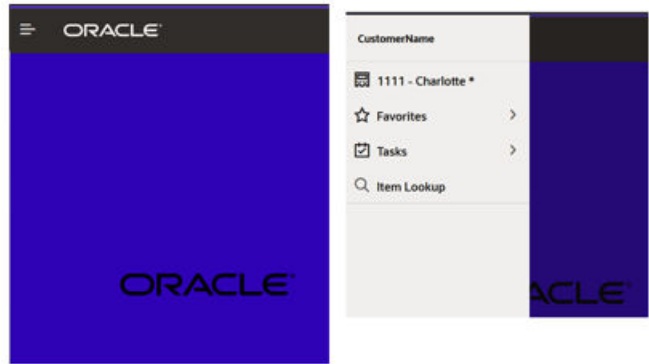 ORACLE
ORACLE
CustomerName
1111 - Charlotte *
Favorites
Tasks
Item Lookup
ACLE